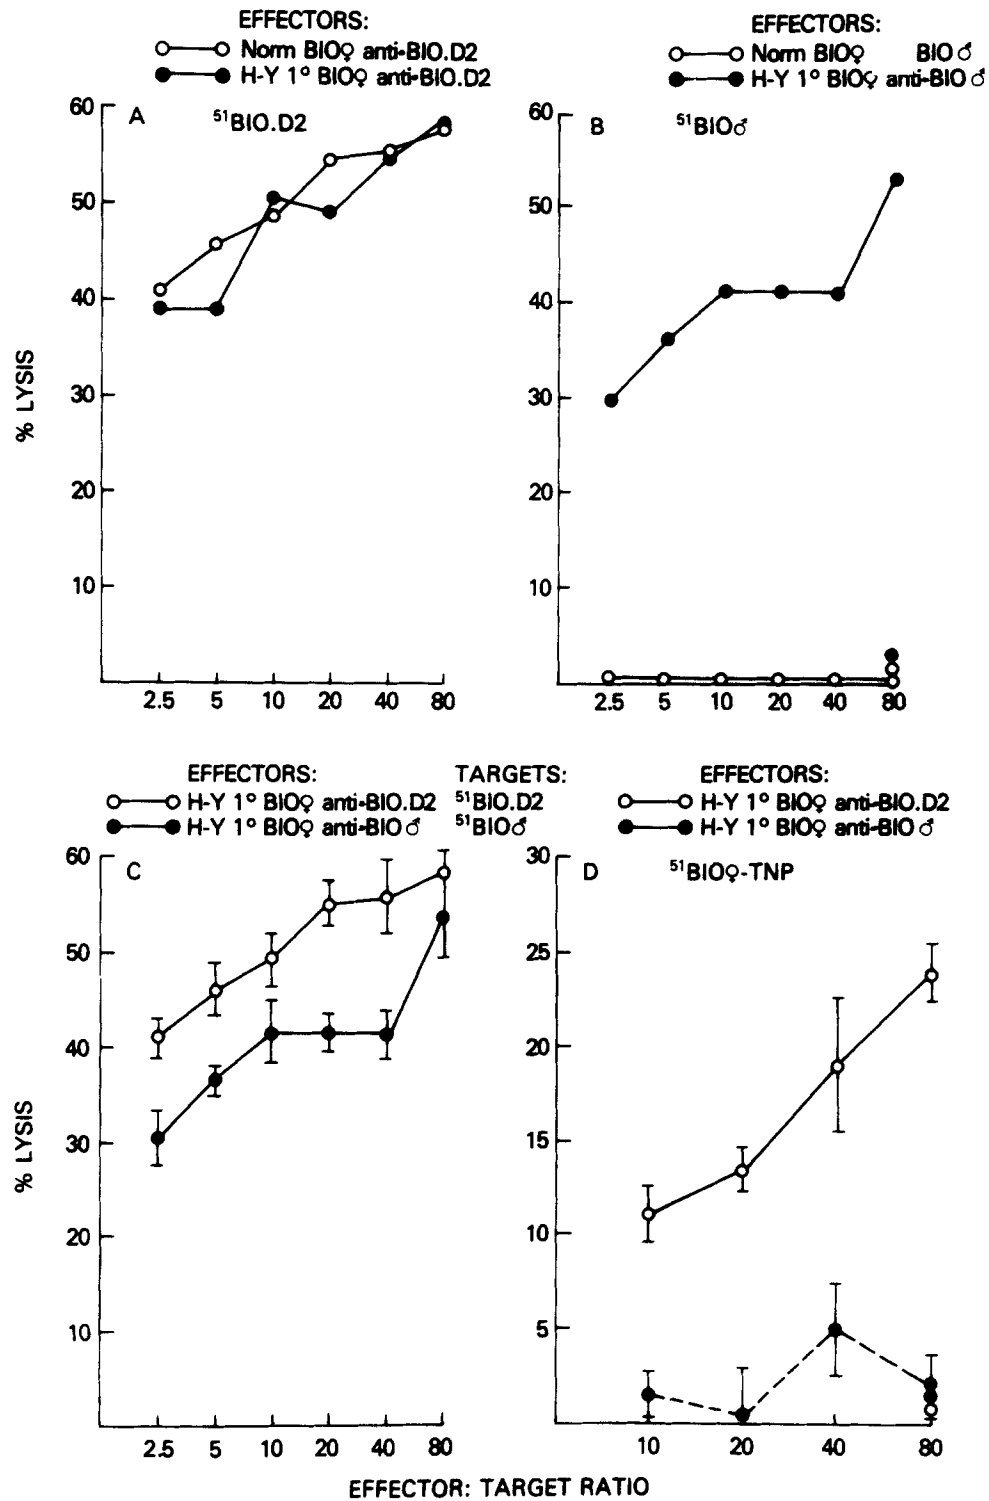 EFFECTORS:
○—○ Norm BIO♀ anti-BIO.D2
●—● H-Y 1° BIO♀ anti-BIO.D2
A
⁵¹BIO.D2
60
50
40
30
20
10
% LYSIS
2.5 5 10 20 40 80
EFFECTORS:
○—○ Norm BIO♀ BIO♂
●—● H-Y 1° BIO♀ anti-BIO♂
B
⁵¹BIO♂
60
50
40
30
20
10
2.5 5 10 20 40 80
EFFECTORS: TARGETS:
○—○ H-Y 1° BIO♀ anti-BIO.D2 ⁵¹BIO.D2
●—● H-Y 1° BIO♀ anti-BIO♂ ⁵¹BIO♂
C
60
50
40
30
20
10
% LYSIS
2.5 5 10 20 40 80
EFFECTORS:
○—○ H-Y 1° BIO♀ anti-BIO.D2
●—● H-Y 1° BIO♀ anti-BIO♂
D
⁵¹BIO♀-TNP
30
25
20
15
10
5
10 20 40 80
EFFECTOR: TARGET RATIO